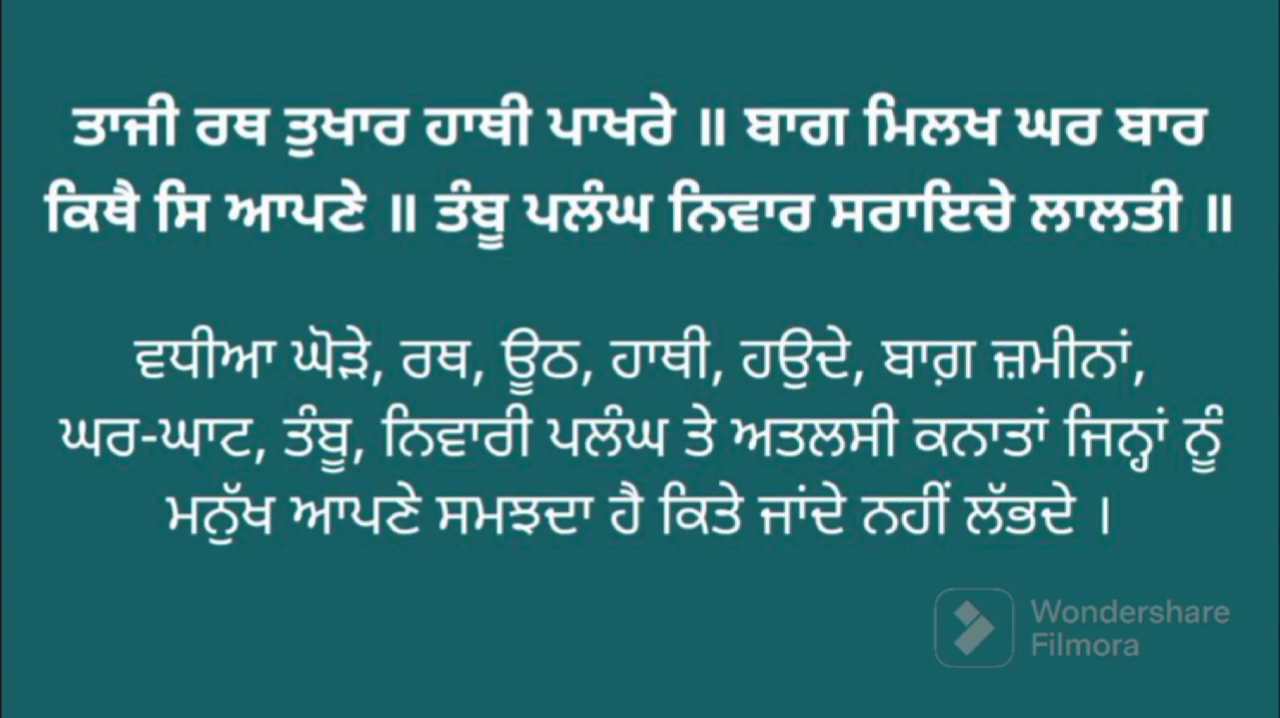 ਤਾਜੀ ਰਥ ਤੁਖਾਰ ਹਾਥੀ ਪਾਖਰੇ ॥ ਬਾਗ ਮਿਲਖ ਘਰ ਬਾਰ
ਕਿਥੈ ਸਿ ਆਪਣੇ ॥ ਤੰਬੂ ਪਲੰਘ ਨਿਵਾਰ ਸਰਾਇਚੇ ਲਾਲਤੀ ॥
ਵਧੀਆ ਘੋੜੇ, ਰਥ, ਊਠ, ਹਾਥੀ, ਹਉਦੇ, ਬਾਗ਼ ਜ਼ਮੀਨਾਂ,
ਘਰ-ਘਾਟ, ਤੰਬੂ, ਨਿਵਾਰੀ ਪਲੰਘ ਤੇ ਅਤਲਸੀ ਕਨਾਤਾਂ ਜਿਨ੍ਹਾਂ ਨੂੰ
ਮਨੁੱਖ ਆਪਣੇ ਸਮਝਦਾ ਹੈ ਕਿਤੇ ਜਾਂਦੇ ਨਹੀਂ ਲੱਭਦੇ ।
Wondershare
Filmora